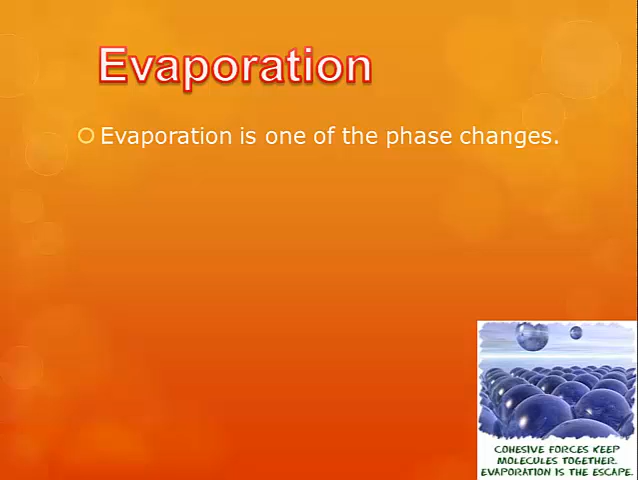 Evaporation
Evaporation is one of the phase changes.
COHESIVE FORCES KEEP
MOLECULES TOGETHER.
EVAPORATION IS THE ESCAPE.